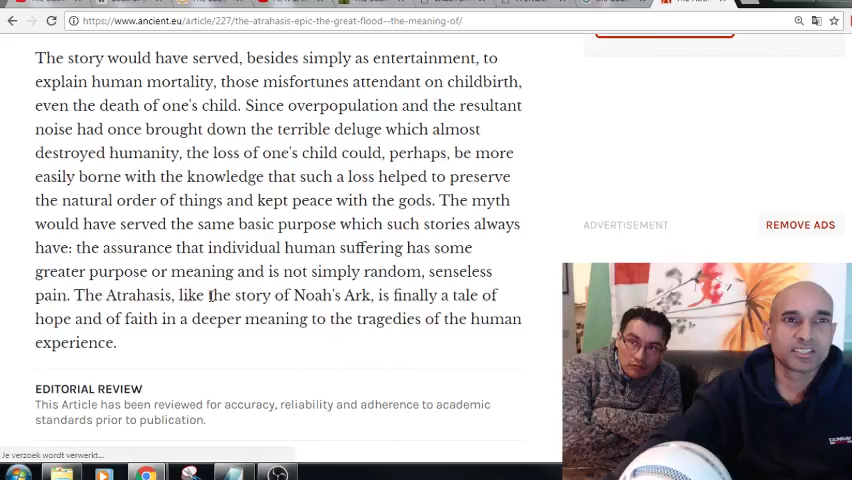 https://www.ancient.eu/article/227/the-atrahasis-epic-the-great-flood--the-meaning-of/
The story would have served, besides simply as entertainment, to
explain human mortality, those misfortunes attendant on childbirth,
even the death of one's child. Since overpopulation and the resultant
noise had once brought down the terrible deluge which almost
destroyed humanity, the loss of one's child could, perhaps, be more
easily borne with the knowledge that such a loss helped to preserve
the natural order of things and kept peace with the gods. The myth
would have served the same basic purpose which such stories always
have: the assurance that individual human suffering has some
greater purpose or meaning and is not simply random, senseless
pain. The Atrahasis, like the story of Noah's Ark, is finally a tale of
hope and of faith in a deeper meaning to the tragedies of the human
experience.
EDITORIAL REVIEW
This Article has been reviewed for accuracy, reliability and adherence to academic
standards prior to publication.
ADVERTISEMENT
REMOVE ADS
Je verzoek wordt verwerkt...